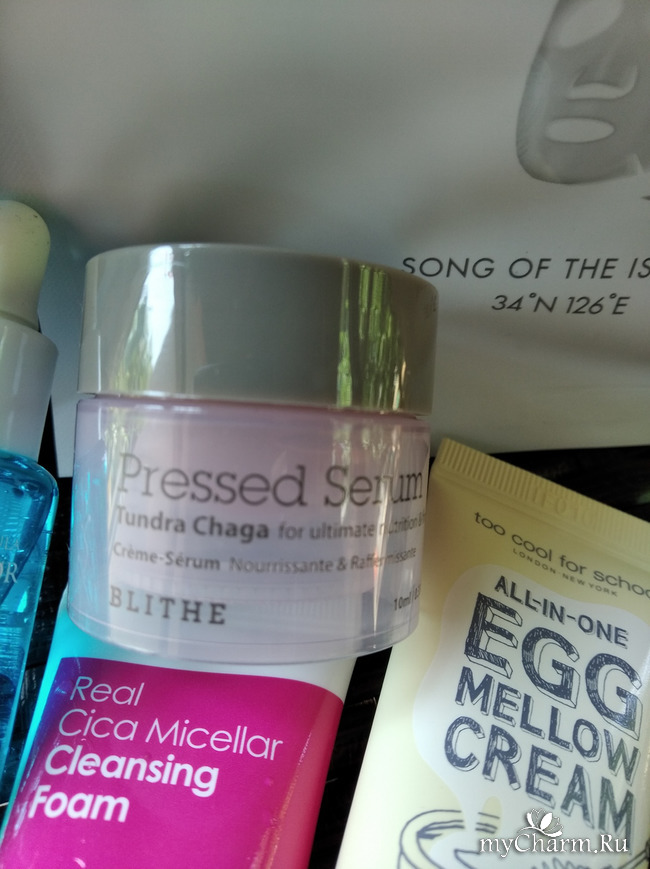 SONG OF THE IS
34°N 126°E
Pressed Serum
Tundra Chaga for ultimate nutrition &
Crème-Sérum Nourrissante & Raffermissante
10ml
BLITHE
OR
too cool for schoo
LONDON NEW YORK
ALL-IN-ONE
EGG
MELLOW
CREAM
Real
Cica Micellar
Cleansing
Foam
myCharm.Ru